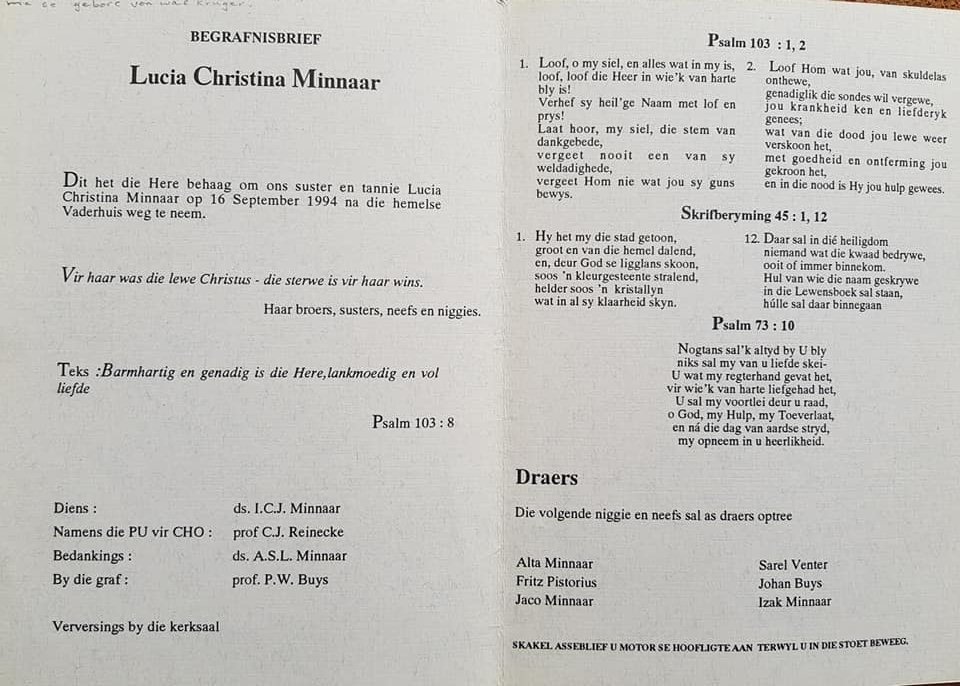 se gebore von wat Kruger.
BEGRAFNISBRIEF
Lucia Christina Minnaar
Dit het die Here behaag om ons suster en tannie Lucia
Christina Minnaar op 16 September 1994 na die hemelse
Vaderhuis weg te neem.
Vir haar was die lewe Christus - die sterwe is vir haar wins.
Haar broers, susters, neefs en niggies.
Teks :Barmhartig en genadig is die Here,lankmoedig en vol
liefde
Psalm 103 : 8
Diens : ds. I.C.J. Minnaar
Namens die PU vir CHO : prof C.J. Reinecke
Bedankings : ds. A.S.L. Minnaar
By die graf : prof. P.W. Buys
Verversings by die kerksaal
Psalm 103 : 1, 2
1. Loof, o my siel, en alles wat in my is,
loof, loof die Heer in wie'k van harte
bly is!
Verhef sy heil'ge Naam met lof en
prys!
Laat hoor, my siel, die stem van
dankgebede,
vergeet nooit een van sy
weldadighede,
vergeet Hom nie wat jou sy guns
bewys.
2. Loof Hom wat jou, van skuldelas
onthewe,
genadiglik die sondes wil vergewe,
jou krankheid ken en liefderyk
genees;
wat van die dood jou lewe weer
verskoon het,
met goedheid en ontferming jou
gekroon het,
en in die nood is Hy jou hulp gewees.
Skrifberyming 45 : 1, 12
1. Hy het my die stad getoon,
groot en van die hemel dalend,
en, deur God se ligglans skoon,
soos 'n kleurgesteente stralend,
helder soos 'n kristallyn
wat in al sy klaarheid skyn.
12. Daar sal in dié heiligdom
niemand wat die kwaad bedrywe,
ooit of immer binnekom.
Hul van wie die naam geskrywe
in die Lewensboek sal staan,
húlle sal daar binnegaan
Psalm 73 : 10
Nogtans sal'k altyd by U bly
niks sal my van u liefde skei-
U wat my regterhand gevat het,
vir wie'k van harte liefgehad het,
U sal my voortlei deur u raad,
o God, my Hulp, my Toeverlaat,
en ná die dag van aardse stryd,
my opneem in u heerlikheid.
Draers
Die volgende niggie en neefs sal as draers optree
Alta Minnaar Sarel Venter
Fritz Pistorius Johan Buys
Jaco Minnaar Izak Minnaar
SKAKEL ASSEBLIEF U MOTOR SE HOOFLIGTE AAN TERWYL U IN DIE STOET BEWEEG.